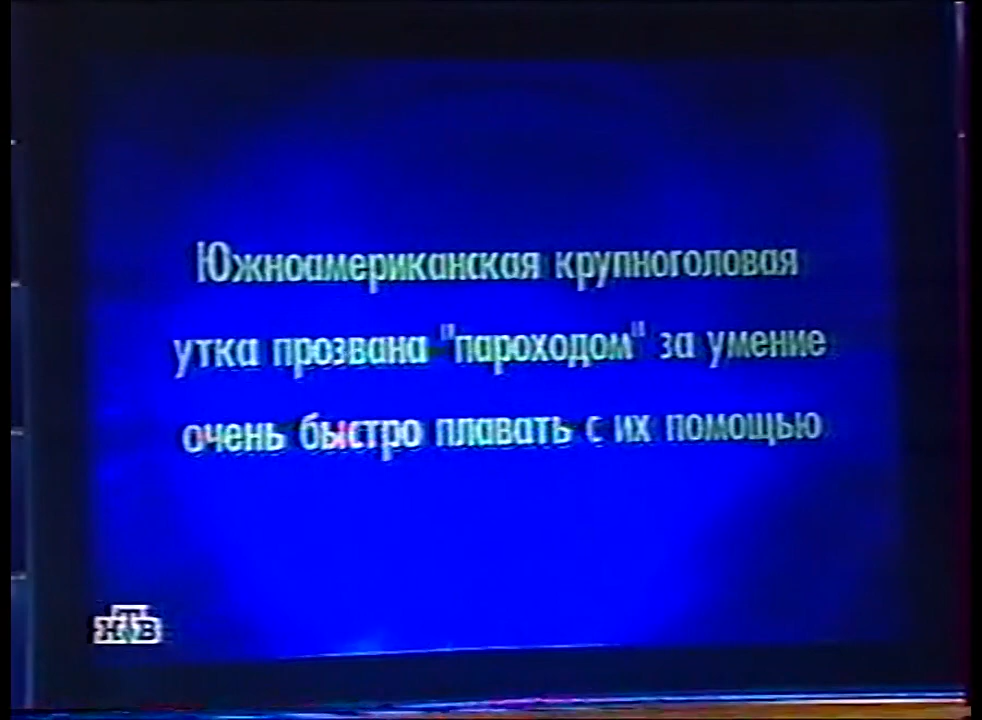 Южноамериканская крупноголовая
утка прозвана "пароходом" за умение
очень быстро плавать с их помощью
НТВ